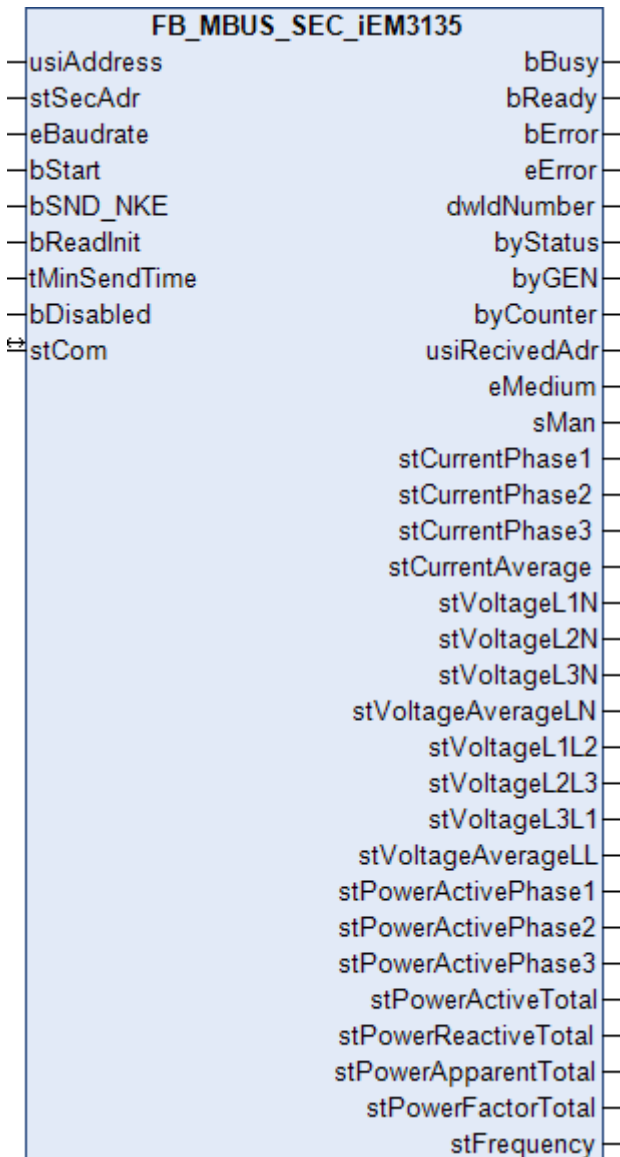 FB_MBUS_SEC_iEM3135
usiAddress bBusy
stSecAdr bReady
eBaudrate bError
bStart eError
bSND_NKE dwIdNumber
bReadInit byStatus
tMinSendTime byGEN
bDisabled byCounter
stCom usiRecivedAdr
eMedium
sMan
stCurrentPhase1
stCurrentPhase2
stCurrentPhase3
stCurrentAverage
stVoltageL1N
stVoltageL2N
stVoltageL3N
stVoltageAverageLN
stVoltageL1L2
stVoltageL2L3
stVoltageL3L1
stVoltageAverageLL
stPowerActivePhase1
stPowerActivePhase2
stPowerActivePhase3
stPowerActiveTotal
stPowerReactiveTotal
stPowerApparentTotal
stPowerFactorTotal
stFrequency